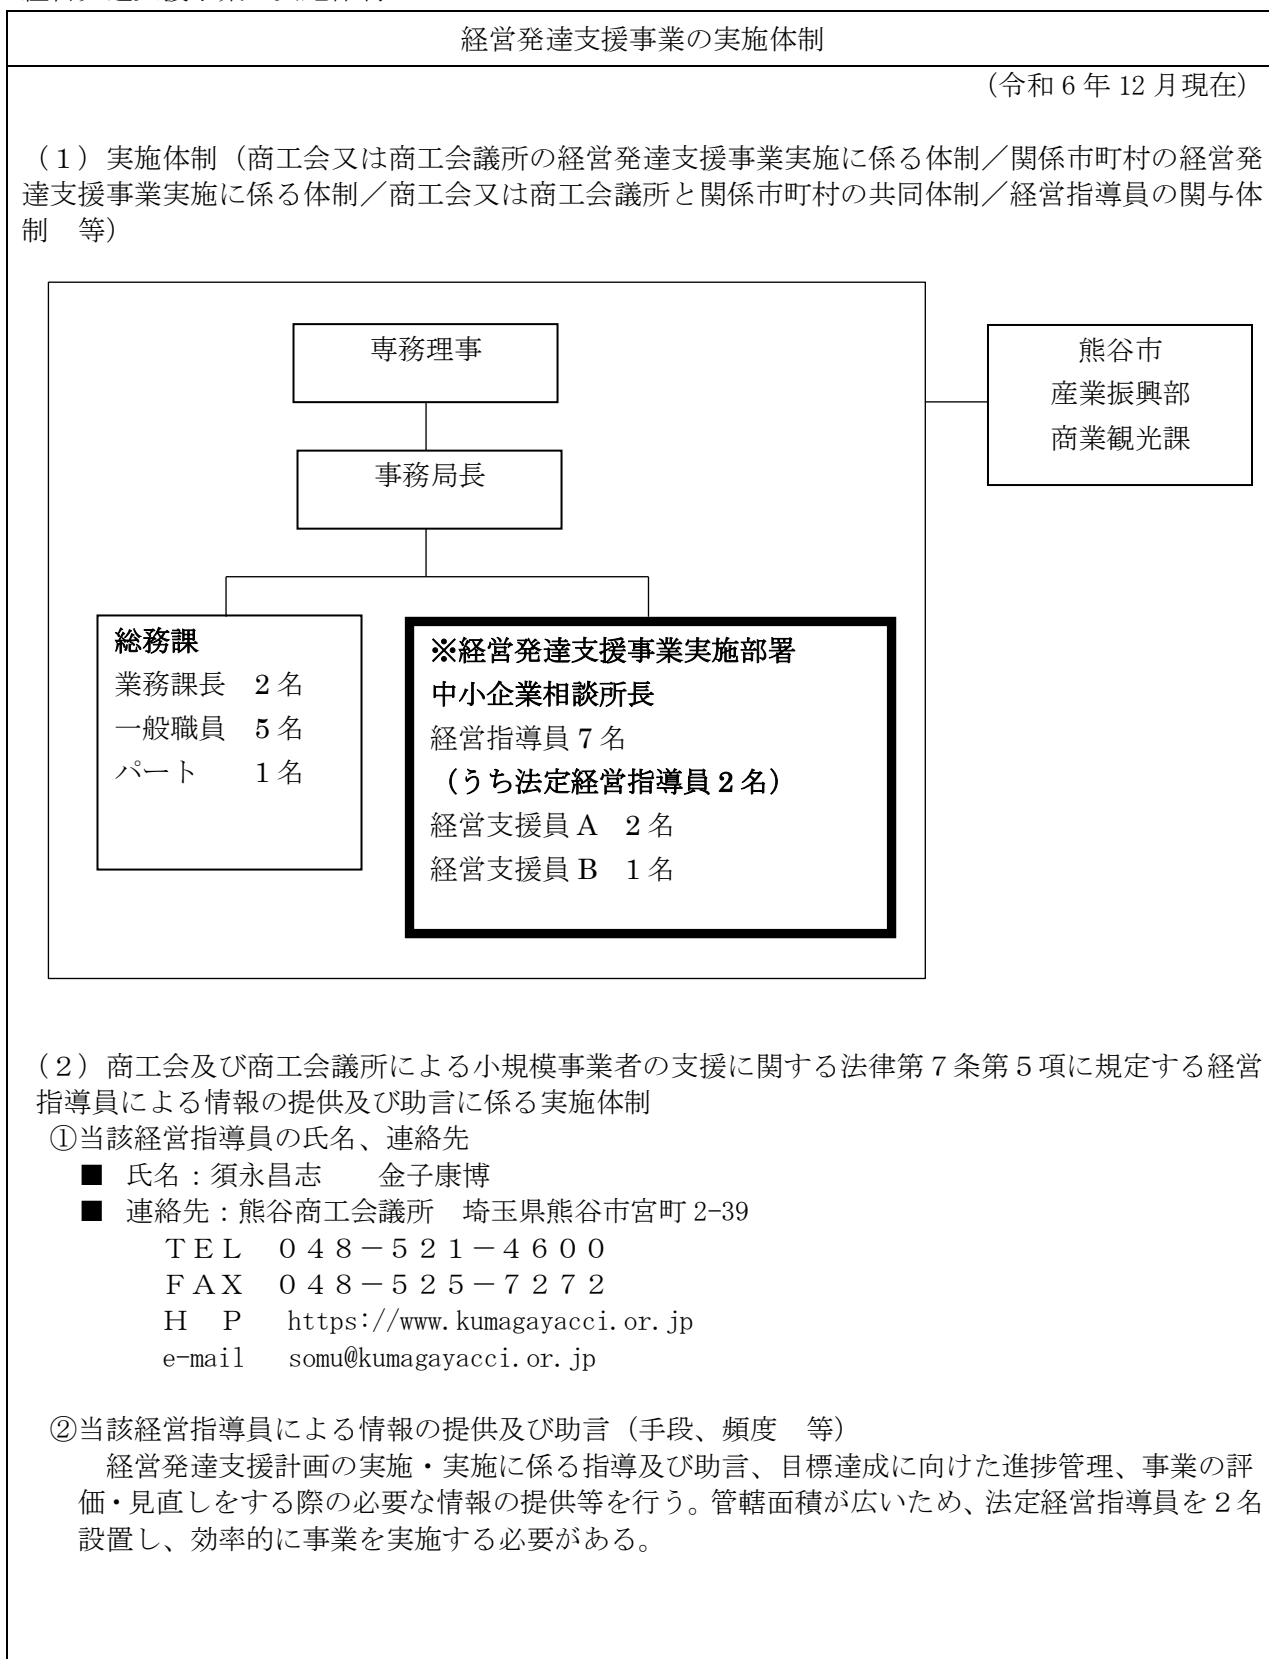 経営発達支援事業の実施体制
（令和 6 年 12 月現在）
（１）実施体制（商工会又は商工会議所の経営発達支援事業実施に係る体制／関係市町村の経営発
達支援事業実施に係る体制／商工会又は商工会議所と関係市町村の共同体制／経営指導員の関与体
制　等）
専務理事
熊谷市
産業振興部
商業観光課
事務局長
総務課
業務課長　2 名
一般職員　5 名
パート　　1 名
※経営発達支援事業実施部署
中小企業相談所長
経営指導員 7 名
（うち法定経営指導員 2 名）
経営支援員 A　2 名
経営支援員 B　1 名
（２）商工会及び商工会議所による小規模事業者の支援に関する法律第７条第５項に規定する経営
指導員による情報の提供及び助言に係る実施体制
①当該経営指導員の氏名、連絡先
■ 氏名：須永昌志　　金子康博
■ 連絡先：熊谷商工会議所　埼玉県熊谷市宮町 2-39
ＴＥＬ　０４８－５２１－４６００
ＦＡＸ　０４８－５２５－７２７２
Ｈ　Ｐ　https://www.kumagayacci.or.jp
e-mail　somu@kumagayacci.or.jp
②当該経営指導員による情報の提供及び助言（手段、頻度　等）
経営発達支援計画の実施・実施に係る指導及び助言、目標達成に向けた進捗管理、事業の評
価・見直しをする際の必要な情報の提供等を行う。管轄面積が広いため、法定経営指導員を２名
設置し、効率的に事業を実施する必要がある。